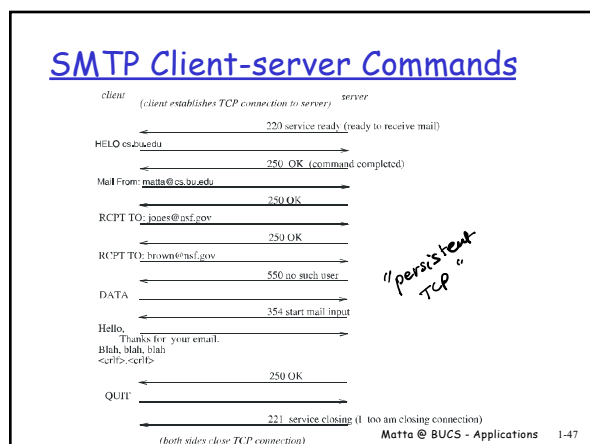 SMTP Client-server Commands
client server
(client establishes TCP connection to server)
220 service ready (ready to receive mail)
HELO cs.bu.edu
250 OK (command completed)
Mail From: matta@cs.bu.edu
250 OK
RCPT TO: jones@nsf.gov
250 OK
RCPT TO: brown@nsf.gov
550 no such user
"persistent
TCP"
DATA
354 start mail input
Hello,
Thanks for your email.
Blah, blah, blah
<crlf>.<crlf>
250 OK
QUIT
221 service closing (I too am closing connection)
(both sides close TCP connection)
Matta @ BUCS - Applications 1-47